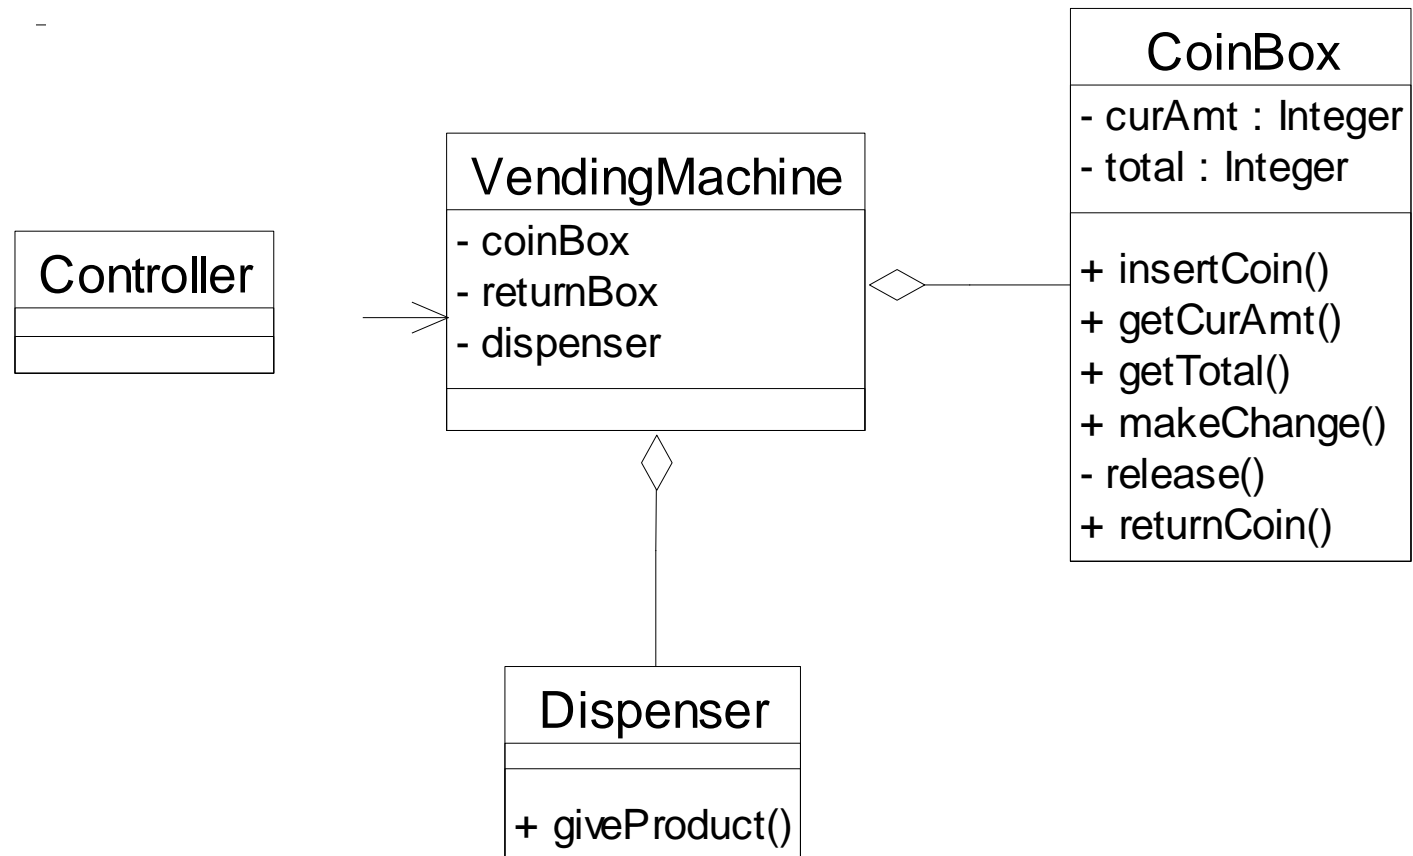 Controller
VendingMachine
- coinBox
- returnBox
- dispenser
CoinBox
- curAmt : Integer
- total : Integer
+ insertCoin()
+ getCurAmt()
+ getTotal()
+ makeChange()
- release()
+ returnCoin()
Dispenser
+ giveProduct()